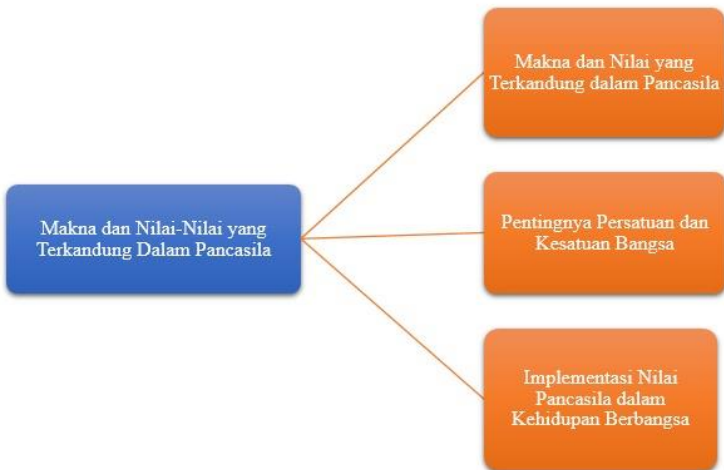 Makna dan Nilai-Nilai yang
Terkandung Dalam Pancasila
Makna dan Nilai yang
Terkandung dalam Pancasila
Pentingnya Persatuan dan
Kesatuan Bangsa
Implementasi Nilai
Pancasila dalam
Kehidupan Berbangsa